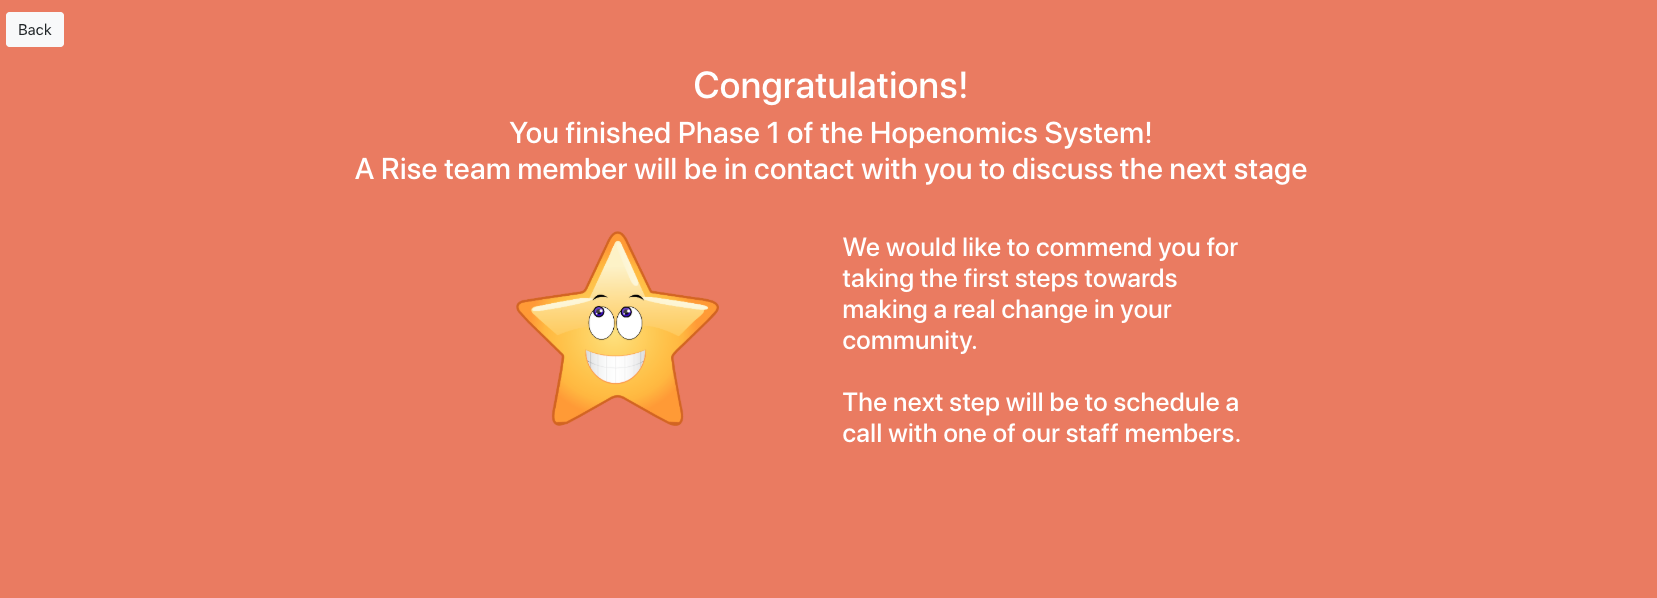 Back
Congratulations!
You finished Phase 1 of the Hopenomics System!
A Rise team member will be in contact with you to discuss the next stage
We would like to commend you for
taking the first steps towards
making a real change in your
community.
The next step will be to schedule a
call with one of our staff members.